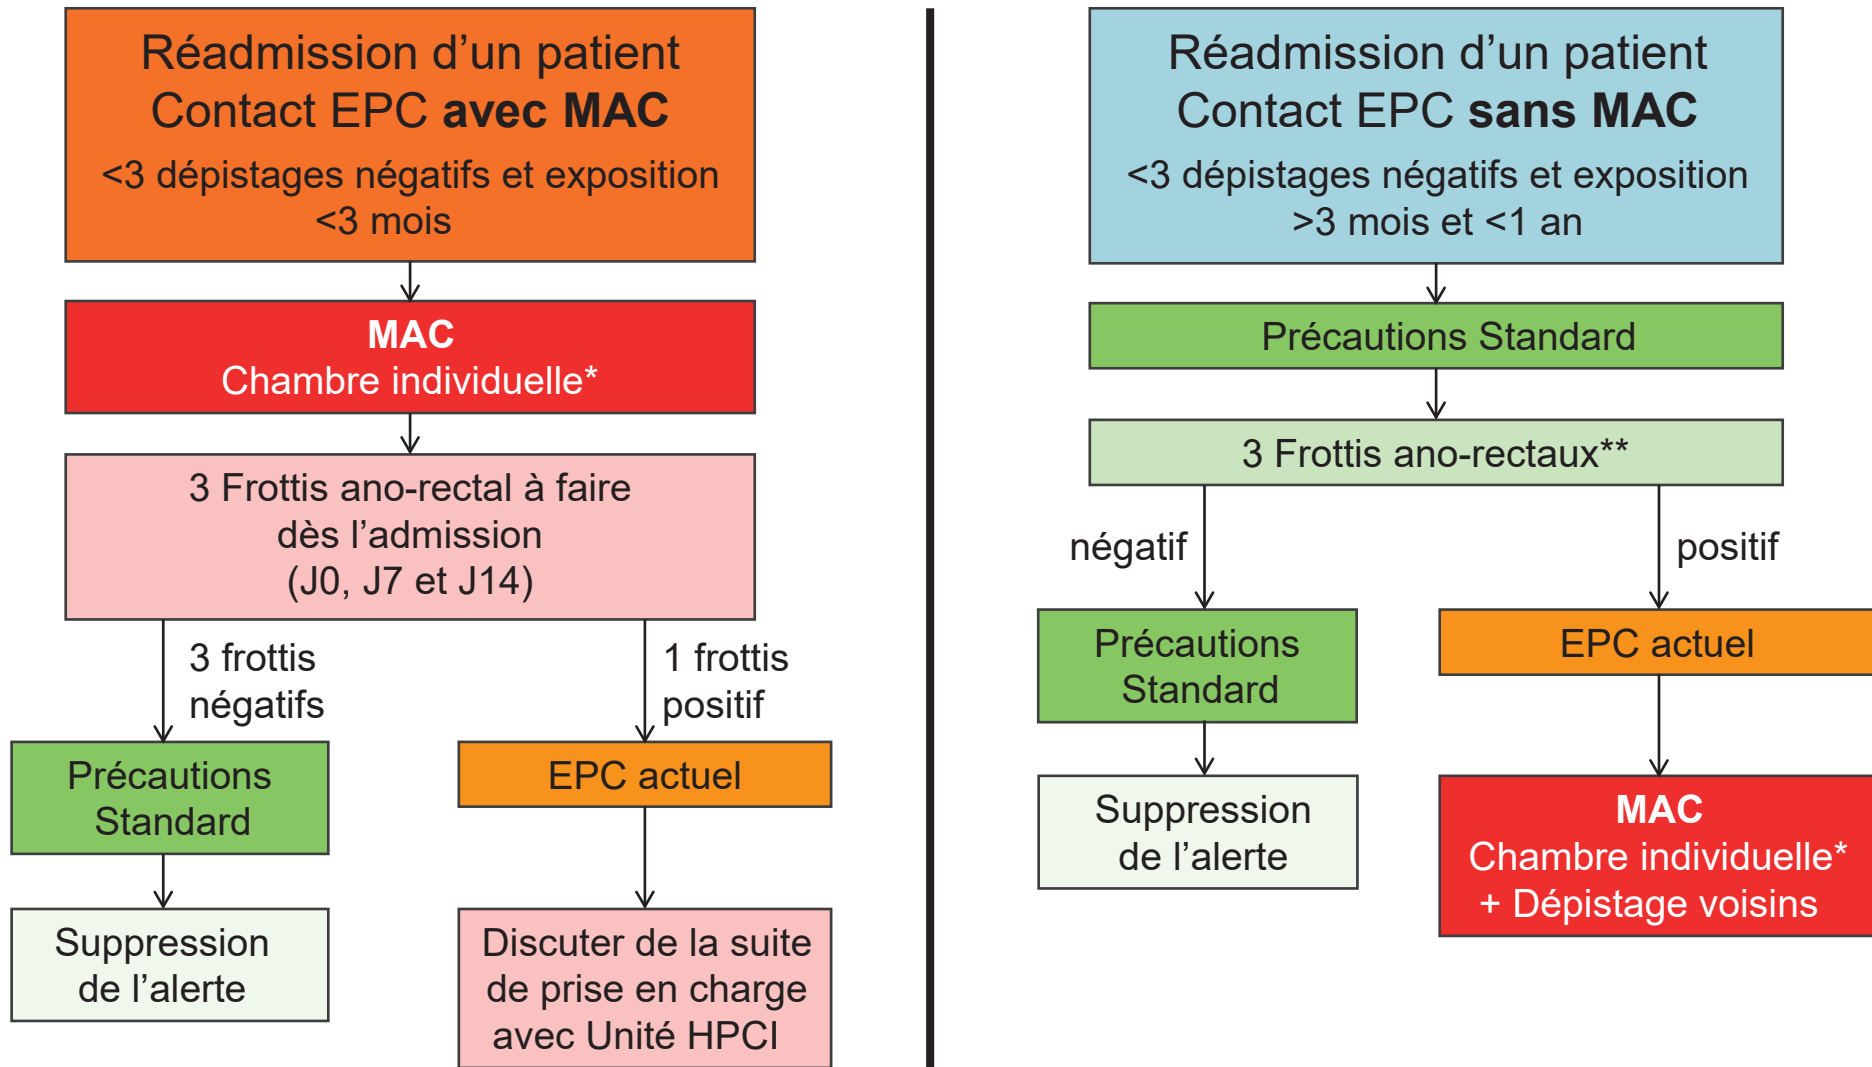 Réadmission d’un patient
Contact EPC avec MAC
<3 dépistages négatifs et exposition
<3 mois
MAC
Chambre individuelle*
3 Frottis ano-rectal à faire
dès l’admission
(J0, J7 et J14)
3 frottis
négatifs
1 frottis
positif
Précautions
Standard
EPC actuel
Suppression
de l’alerte
Discuter de la suite
de prise en charge
avec Unité HPCI
Réadmission d’un patient
Contact EPC sans MAC
<3 dépistages négatifs et exposition
>3 mois et <1 an
Précautions Standard
3 Frottis ano-rectaux**
négatif
positif
Précautions
Standard
EPC actuel
Suppression
de l’alerte
MAC
Chambre individuelle*
+ Dépistage voisins